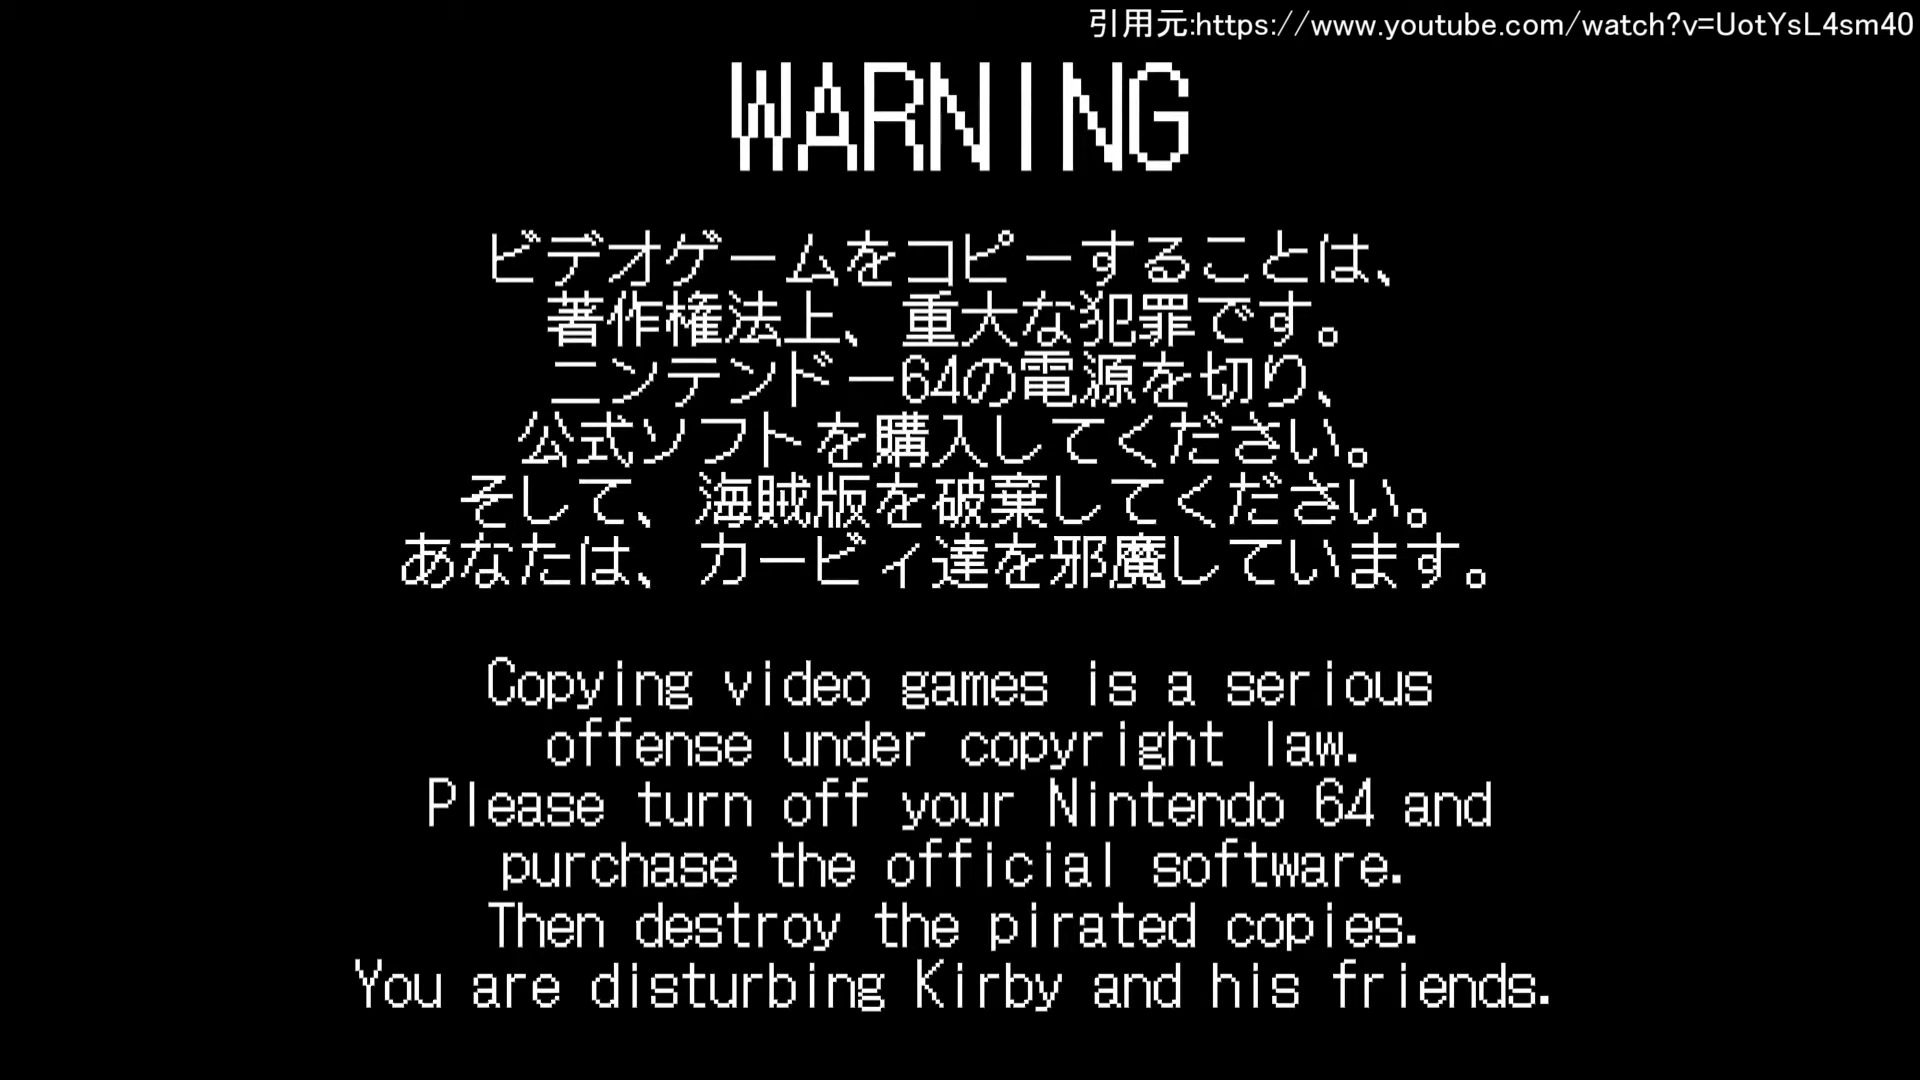 引用元:https://www.youtube.com/watch?v=UotYsL4sm40
WARNING
ビデオゲームをコピーすることは、
著作権法上、重大な犯罪です。
ニンテンドー64の電源を切り、
公式ソフトを購入してください。
そして、海賊版を破棄してください。
あなたは、カービィ達を邪魔しています。
Copying video games is a serious
offense under copyright law.
Please turn off your Nintendo 64 and
purchase the official software.
Then destroy the pirated copies.
You are disturbing Kirby and his friends.